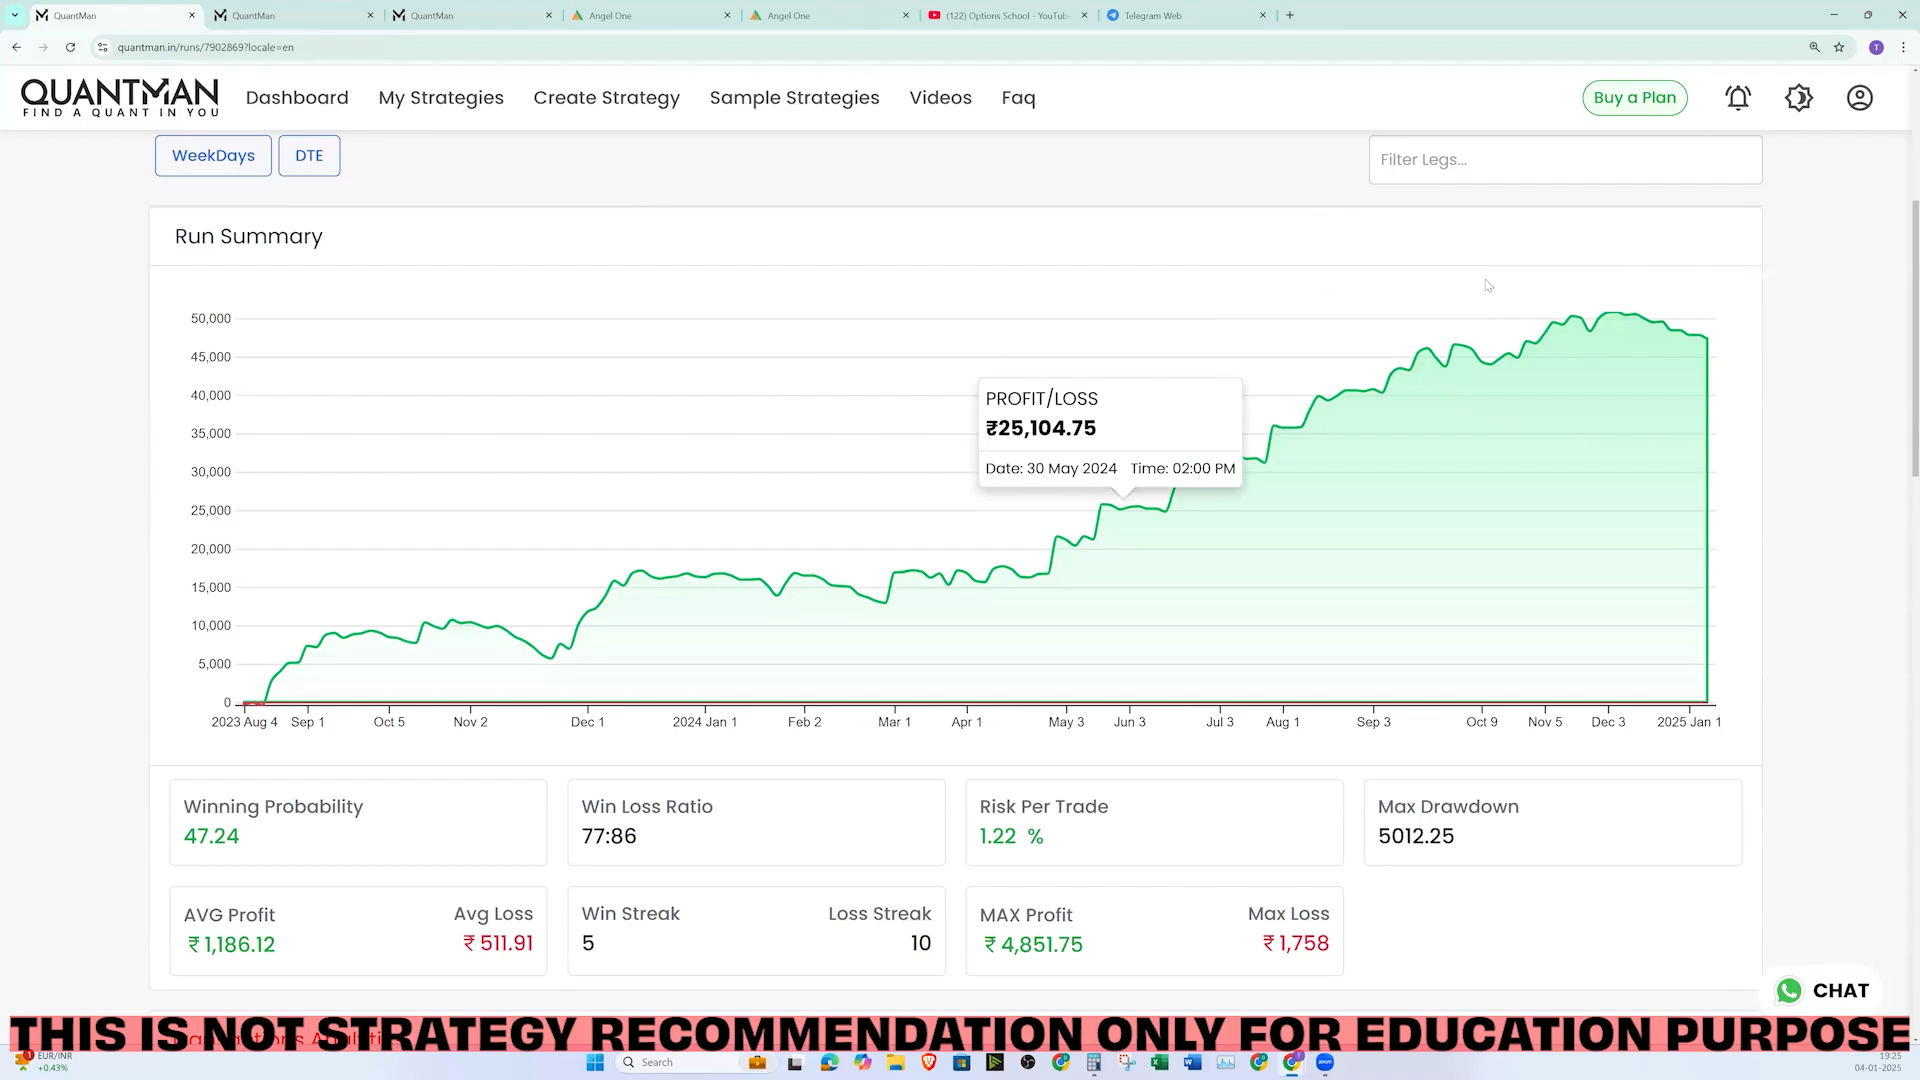 QuantMan
QuantMan
QuantMan
Angel One
Angel One
(122) Options School - YouTub
Telegram Web
quantman.in/runs/7902869?locale=en
T
QUANTMAN
FIND A QUANT IN YOU
Dashboard
My Strategies
Create Strategy
Sample Strategies
Videos
Faq
Buy a Plan
WeekDays
DTE
Filter Legs...
Run Summary
50,000
45,000
40,000
35,000
30,000
25,000
20,000
15,000
10,000
5,000
0
PROFIT/LOSS
₹25,104.75
Date: 30 May 2024 Time: 02:00 PM
2023 Aug 4 Sep 1 Oct 5 Nov 2 Dec 1 2024 Jan 1 Feb 2 Mar 1 Apr 1 May 3 Jun 3 Jul 3 Aug 1 Sep 3 Oct 9 Nov 5 Dec 3 2025 Jan 1
Winning Probability
47.24
Win Loss Ratio
77:86
Risk Per Trade
1.22 %
Max Drawdown
5012.25
AVG Profit Avg Loss
₹ 1,186.12 ₹ 511.91
Win Streak Loss Streak
5 10
MAX Profit Max Loss
₹ 4,851.75 ₹ 1,758
CHAT
THIS IS NOT STRATEGY RECOMMENDATION ONLY FOR EDUCATION PURPOSE
EUR/INR
+0.43%
Search
zoom
19:25
04-01-2025